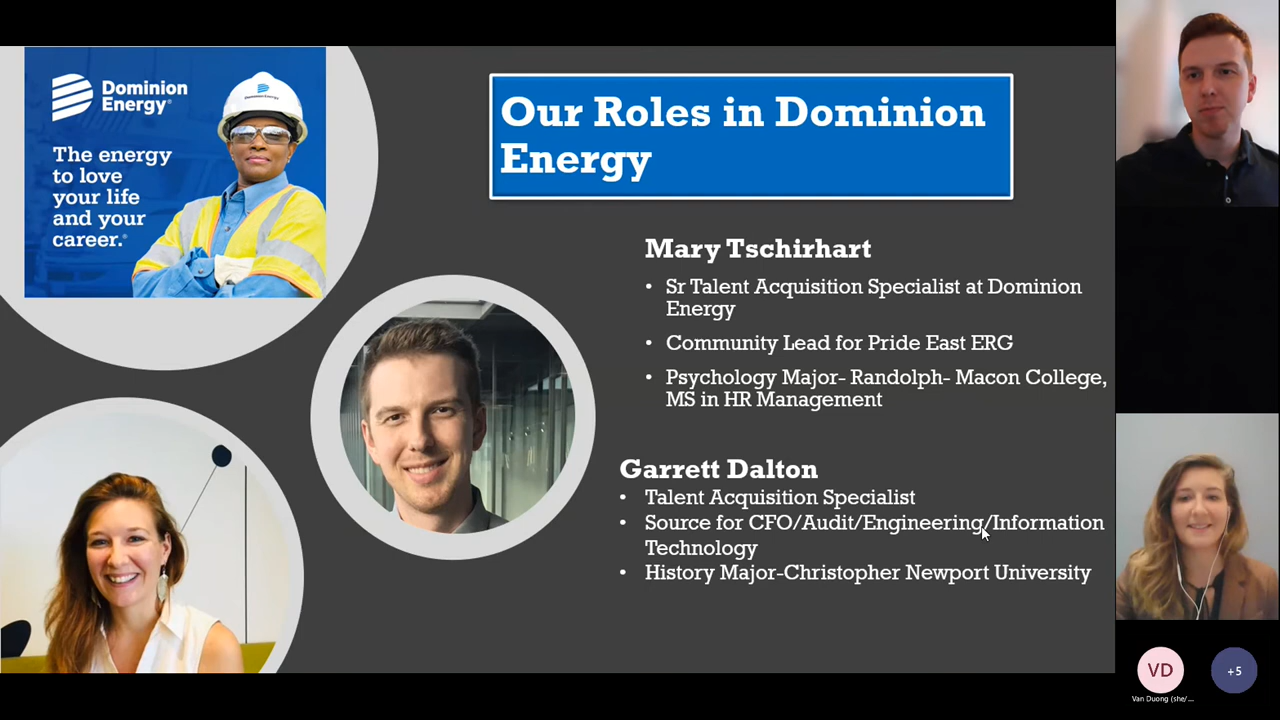 Dominion
Energy®
The energy
to love
your life
and your
career.®
Our Roles in Dominion
Energy
Mary Tschirhart
• Sr Talent Acquisition Specialist at Dominion
Energy
• Community Lead for Pride East ERG
• Psychology Major- Randolph- Macon College,
MS in HR Management
Garrett Dalton
• Talent Acquisition Specialist
• Source for CFO/Audit/Engineering/Information
Technology
• History Major-Christopher Newport University
VD
+5
Van Duong (she/...